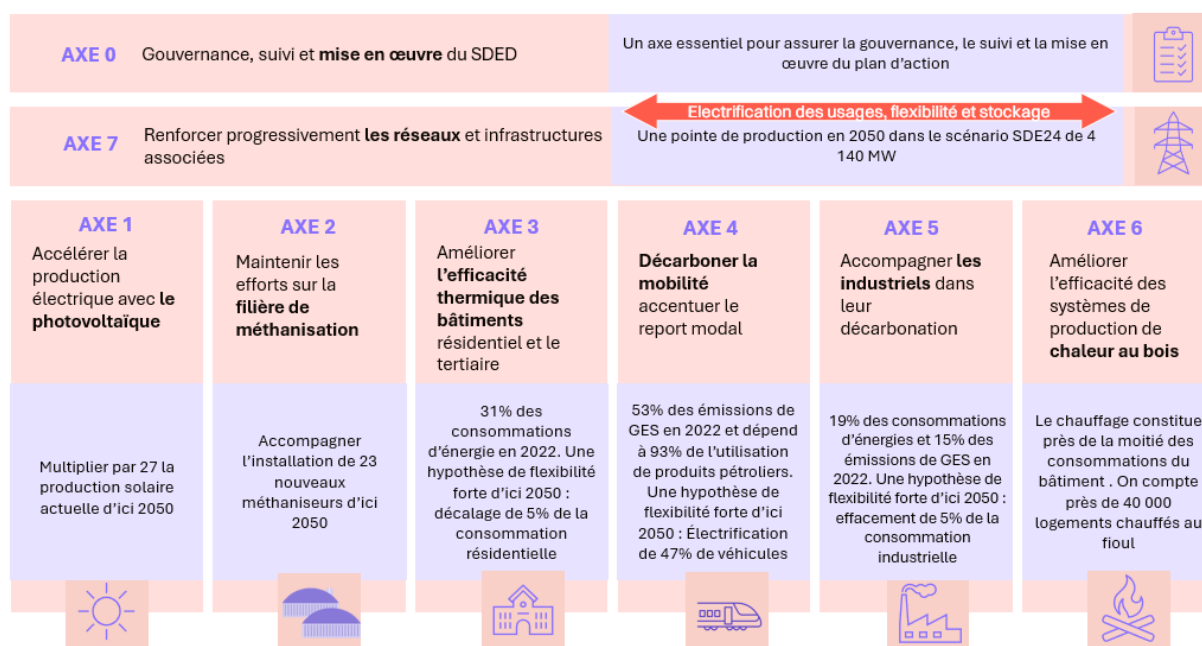 AXE 0
Gouvernance, suivi et mise en œuvre du SDED
Un axe essentiel pour assurer la gouvernance, le suivi et la mise en
œuvre du plan d'action
AXE 7
Renforcer progressivement les réseaux et infrastructures
associées
Electrification des usages, flexibilité et stockage
Une pointe de production en 2050 dans le scénario SDE24 de 4
140 MW
AXE 1
Accélérer la
production
électrique avec le
photovoltaïque
Multiplier par 27 la
production solaire
actuelle d'ici 2050
AXE 2
Maintenir les
efforts sur la
filière de
méthanisation
Accompagner
l'installation de 23
nouveaux
méthaniseurs d'ici
2050
AXE 3
Améliorer
l'efficacité
thermique des
bâtiments
résidentiel et le
tertiaire
31% des
consommations
d'énergie en 2022. Une
hypothèse de flexibilité
forte d'ici 2050 :
décalage de 5% de la
consommation
résidentielle
AXE 4
Décarboner la
mobilité
accentuer le
report modal
53% des émissions de
GES en 2022 et dépend
à 93% de l'utilisation
de produits pétroliers.
Une hypothèse de
flexibilité forte d'ici
2050 : Électrification
de 47% de véhicules
AXE 5
Accompagner les
industriels dans
leur
décarbonation
19% des consommations
d'énergies et 15% des
émissions de GES en
2022. Une hypothèse de
flexibilité forte d'ici 2050 :
effacement de 5% de la
consommation
industrielle
AXE 6
Améliorer
l'efficacité des
systèmes de
production de
chaleur au bois
Le chauffage constitue
près de la moitié des
consommations du
bâtiment . On compte
près de 40 000
logements chauffés au
fioul